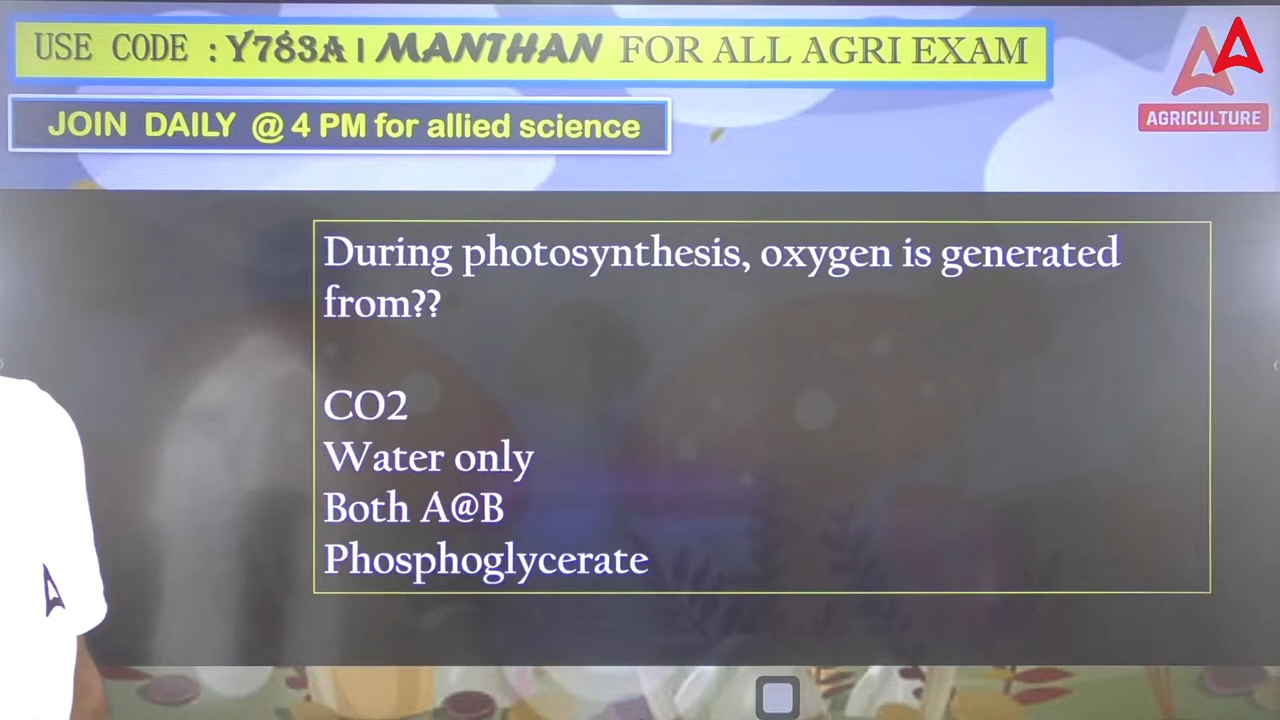 USE CODE : Y783A | MANTHAN FOR ALL AGRI EXAM
JOIN DAILY @ 4 PM for allied science
AGRICULTURE
During photosynthesis, oxygen is generated
from??
CO2
Water only
Both A@B
Phosphoglycerate